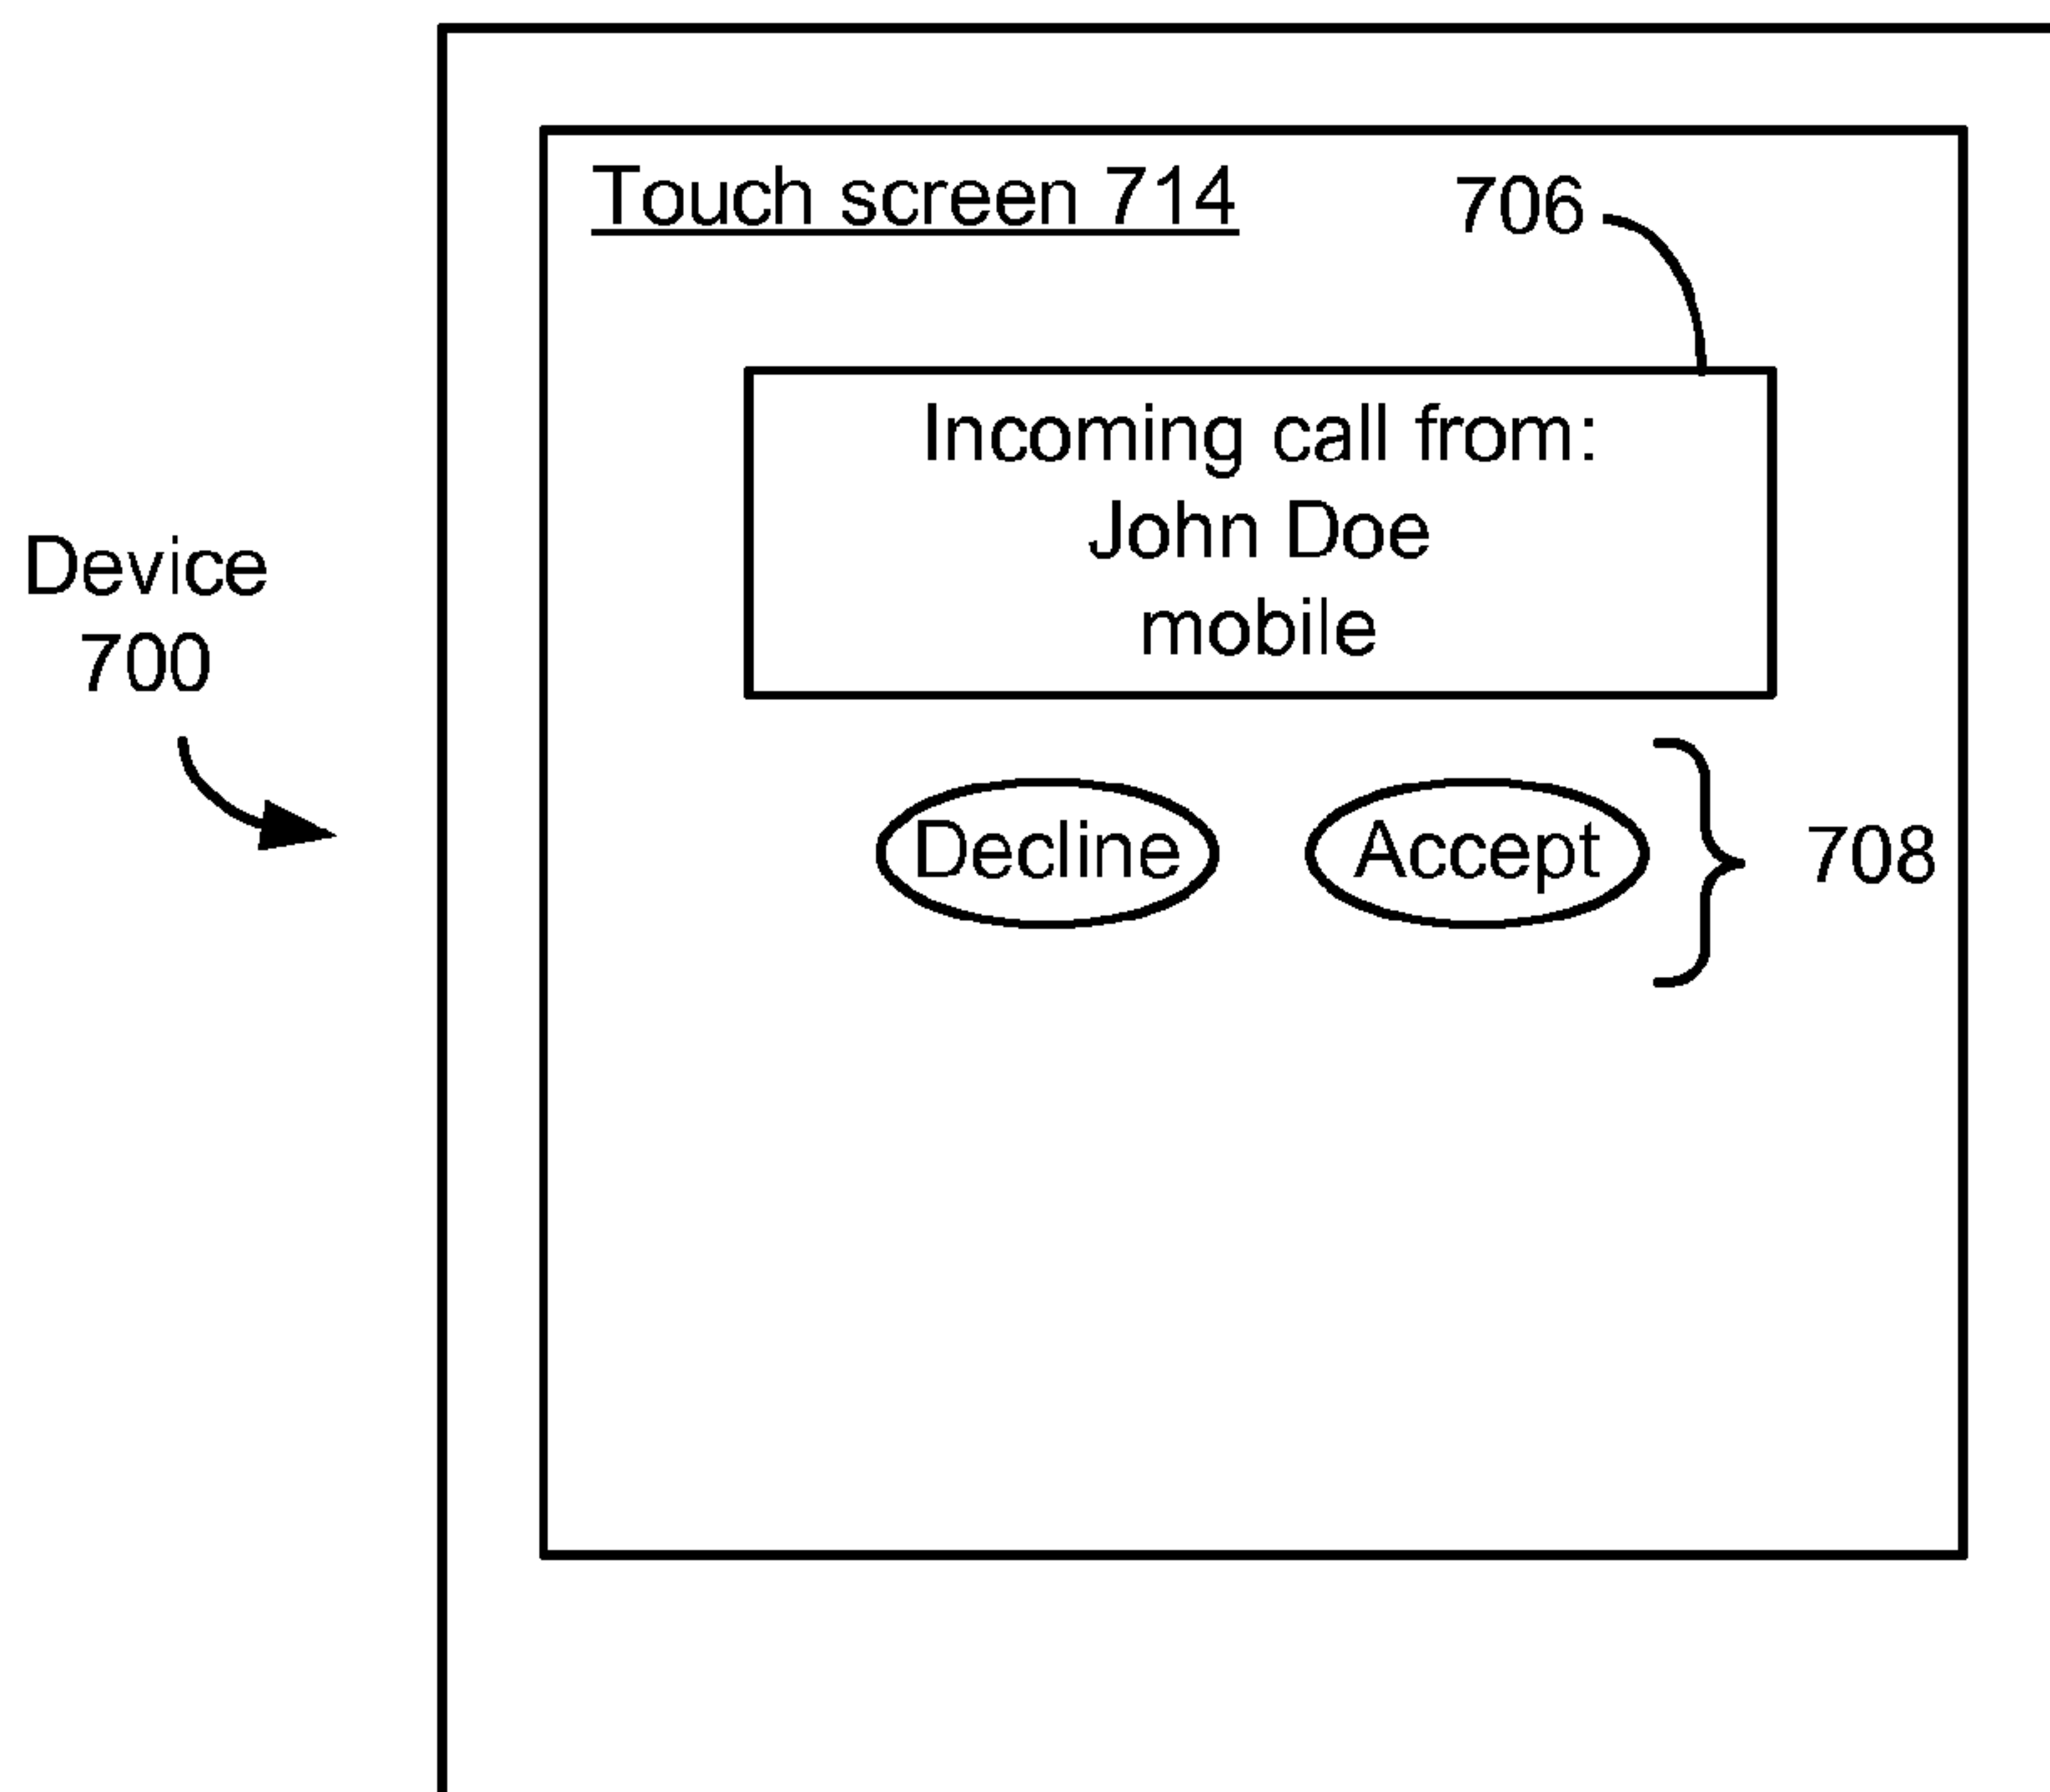 Touch screen 714
706
Incoming call from:
John Doe
mobile
Device
700
Decline
Accept
708